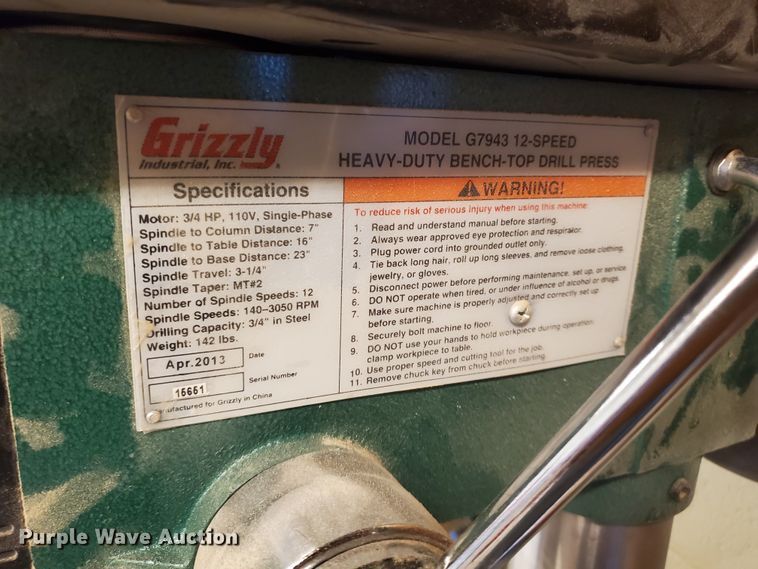 Grizzly
Industrial, Inc.
MODEL G7943 12-SPEED
HEAVY-DUTY BENCH-TOP DRILL PRESS
Specifications
Motor: 3/4 HP, 110V, Single-Phase
Spindle to Column Distance: 7"
Spindle to Table Distance: 16"
Spindle to Base Distance: 23"
Spindle Travel: 3-1/4"
Spindle Taper: MT#2
Number of Spindle Speeds: 12
Spindle Speeds: 140-3050 RPM
Drilling Capacity: 3/4" in Steel
Weight: 142 lbs.
Apr.2013 Date
15661 Serial Number
Manufactured for Grizzly in China
WARNING!
To reduce risk of serious injury when using this machine:
1. Read and understand manual before starting.
2. Always wear approved eye protection and respirator.
3. Plug power cord into grounded outlet only.
4. Tie back long hair, roll up long sleeves, and remove loose clothing,
jewelry, or gloves.
5. Disconnect power before performing maintenance, set up, or service.
6. DO NOT operate when tired, or under influence of alcohol or drugs.
7. Make sure machine is properly adjusted and correctly set up
before starting.
8. Securely bolt machine to floor.
9. DO NOT use your hands to hold workpiece during operation,
clamp workpiece to table.
10. Use proper speed and cutting tool for the job.
11. Remove chuck key from chuck before starting.
Purple Wave Auction